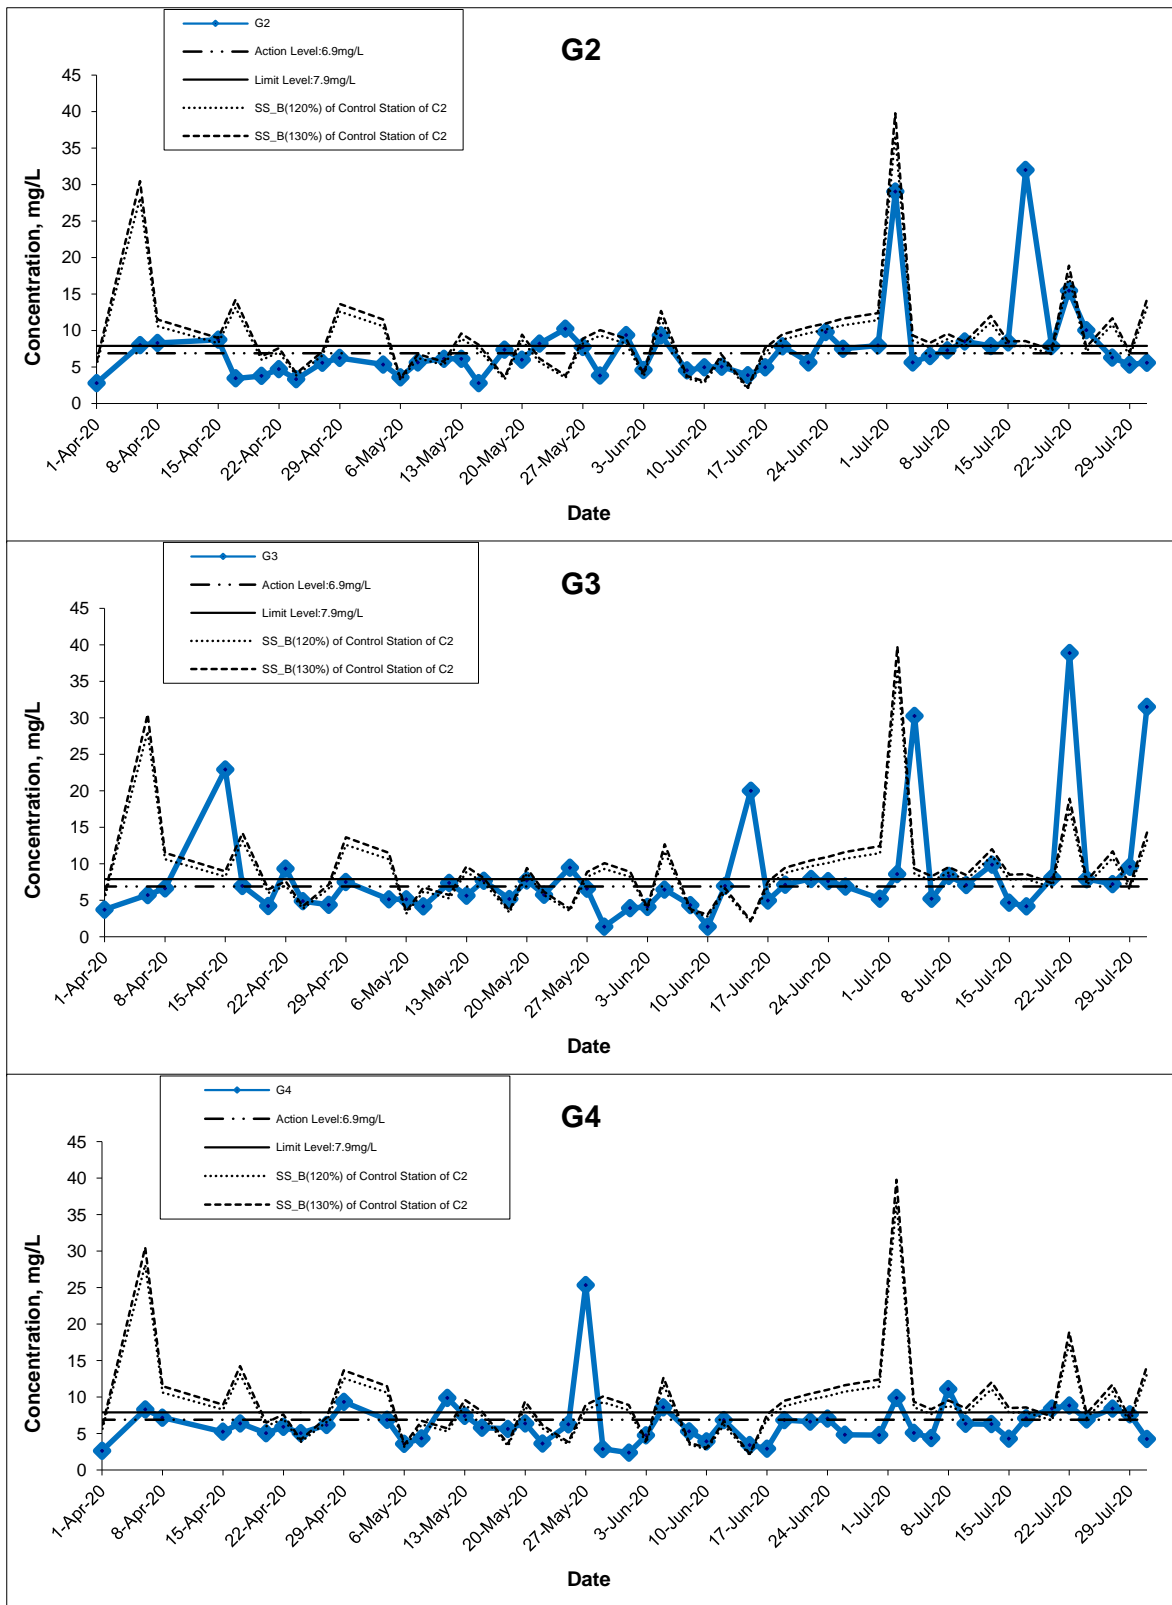 G2
Action Level:6.9mg/L
Limit Level:7.9mg/L
SS_B(120%) of Control Station of C2
SS_B(130%) of Control Station of C2
G2
Concentration, mg/L
45
40
35
30
25
20
15
10
5
0
1-Apr-20
8-Apr-20
15-Apr-20
22-Apr-20
29-Apr-20
6-May-20
13-May-20
20-May-20
27-May-20
3-Jun-20
10-Jun-20
17-Jun-20
24-Jun-20
1-Jul-20
8-Jul-20
15-Jul-20
22-Jul-20
29-Jul-20
Date
G3
Action Level:6.9mg/L
Limit Level:7.9mg/L
SS_B(120%) of Control Station of C2
SS_B(130%) of Control Station of C2
G3
Concentration, mg/L
45
40
35
30
25
20
15
10
5
0
1-Apr-20
8-Apr-20
15-Apr-20
22-Apr-20
29-Apr-20
6-May-20
13-May-20
20-May-20
27-May-20
3-Jun-20
10-Jun-20
17-Jun-20
24-Jun-20
1-Jul-20
8-Jul-20
15-Jul-20
22-Jul-20
29-Jul-20
Date
G4
Action Level:6.9mg/L
Limit Level:7.9mg/L
SS_B(120%) of Control Station of C2
SS_B(130%) of Control Station of C2
G4
Concentration, mg/L
45
40
35
30
25
20
15
10
5
0
1-Apr-20
8-Apr-20
15-Apr-20
22-Apr-20
29-Apr-20
6-May-20
13-May-20
20-May-20
27-May-20
3-Jun-20
10-Jun-20
17-Jun-20
24-Jun-20
1-Jul-20
8-Jul-20
15-Jul-20
22-Jul-20
29-Jul-20
Date